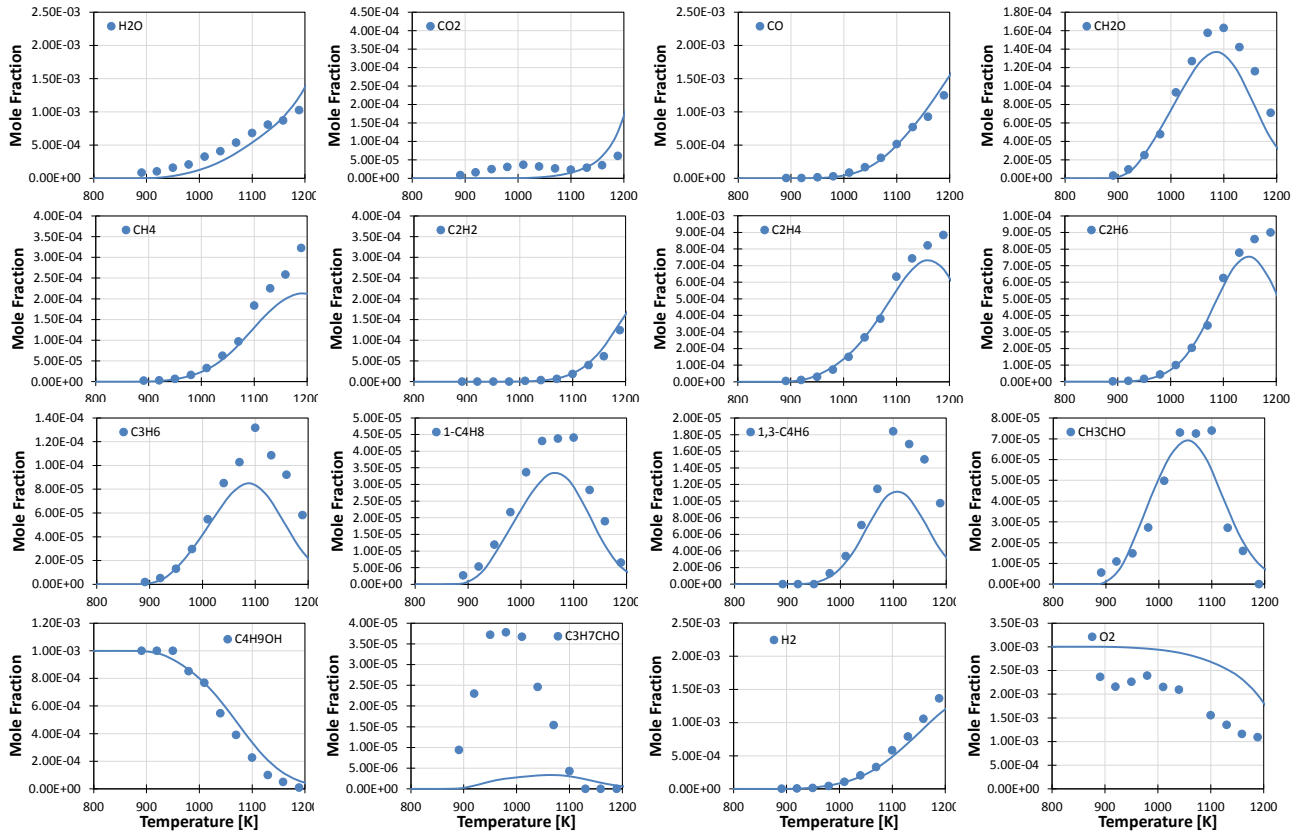 Mole Fraction
2.50E-03
2.00E-03
1.50E-03
1.00E-03
5.00E-04
0.00E+00
H2O
800 900 1000 1100 1200
Mole Fraction
4.50E-04
4.00E-04
3.50E-04
3.00E-04
2.50E-04
2.00E-04
1.50E-04
1.00E-04
5.00E-05
0.00E+00
CO2
800 900 1000 1100 1200
Mole Fraction
2.50E-03
2.00E-03
1.50E-03
1.00E-03
5.00E-04
0.00E+00
CO
800 900 1000 1100 1200
Mole Fraction
1.80E-04
1.60E-04
1.40E-04
1.20E-04
1.00E-04
8.00E-05
6.00E-05
4.00E-05
2.00E-05
0.00E+00
CH2O
800 900 1000 1100 1200
Mole Fraction
4.00E-04
3.50E-04
3.00E-04
2.50E-04
2.00E-04
1.50E-04
1.00E-04
5.00E-05
0.00E+00
CH4
800 900 1000 1100 1200
Mole Fraction
4.00E-04
3.50E-04
3.00E-04
2.50E-04
2.00E-04
1.50E-04
1.00E-04
5.00E-05
0.00E+00
C2H2
800 900 1000 1100 1200
Mole Fraction
1.00E-03
9.00E-04
8.00E-04
7.00E-04
6.00E-04
5.00E-04
4.00E-04
3.00E-04
2.00E-04
1.00E-04
0.00E+00
C2H4
800 900 1000 1100 1200
Mole Fraction
1.00E-04
9.00E-05
8.00E-05
7.00E-05
6.00E-05
5.00E-05
4.00E-05
3.00E-05
2.00E-05
1.00E-05
0.00E+00
C2H6
800 900 1000 1100 1200
Mole Fraction
1.40E-04
1.20E-04
1.00E-04
8.00E-05
6.00E-05
4.00E-05
2.00E-05
0.00E+00
C3H6
800 900 1000 1100 1200
Mole Fraction
5.00E-05
4.50E-05
4.00E-05
3.50E-05
3.00E-05
2.50E-05
2.00E-05
1.50E-05
1.00E-05
5.00E-06
0.00E+00
1-C4H8
800 900 1000 1100 1200
Mole Fraction
2.00E-05
1.80E-05
1.60E-05
1.40E-05
1.20E-05
1.00E-05
8.00E-06
6.00E-06
4.00E-06
2.00E-06
0.00E+00
1,3-C4H6
800 900 1000 1100 1200
Mole Fraction
8.00E-05
7.00E-05
6.00E-05
5.00E-05
4.00E-05
3.00E-05
2.00E-05
1.00E-05
0.00E+00
CH3CHO
800 900 1000 1100 1200
Mole Fraction
1.20E-03
1.00E-03
8.00E-04
6.00E-04
4.00E-04
2.00E-04
0.00E+00
C4H9OH
800 900 1000 1100 1200
Temperature [K]
Mole Fraction
4.00E-05
3.50E-05
3.00E-05
2.50E-05
2.00E-05
1.50E-05
1.00E-05
5.00E-06
0.00E+00
C3H7CHO
800 900 1000 1100 1200
Temperature [K]
Mole Fraction
2.50E-03
2.00E-03
1.50E-03
1.00E-03
5.00E-04
0.00E+00
H2
800 900 1000 1100 1200
Temperature [K]
Mole Fraction
3.50E-03
3.00E-03
2.50E-03
2.00E-03
1.50E-03
1.00E-03
5.00E-04
0.00E+00
O2
800 900 1000 1100 1200
Temperature [K]